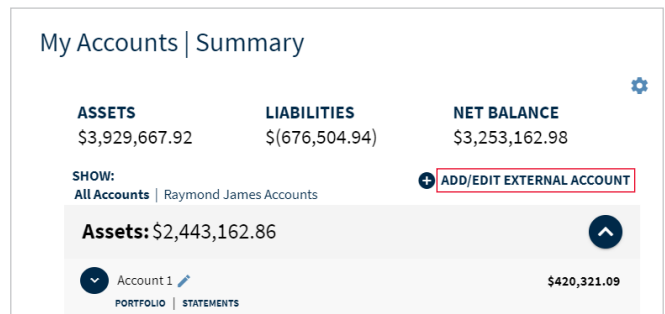 My Accounts | Summary
ASSETS LIABILITIES NET BALANCE
$3,929,667.92 $(676,504.94) $3,253,162.98
SHOW:
ADD/EDIT EXTERNAL ACCOUNT
All Accounts | Raymond James Accounts
Assets: $2,443,162.86
Account 1 $420,321.09
PORTFOLIO | STATEMENTS